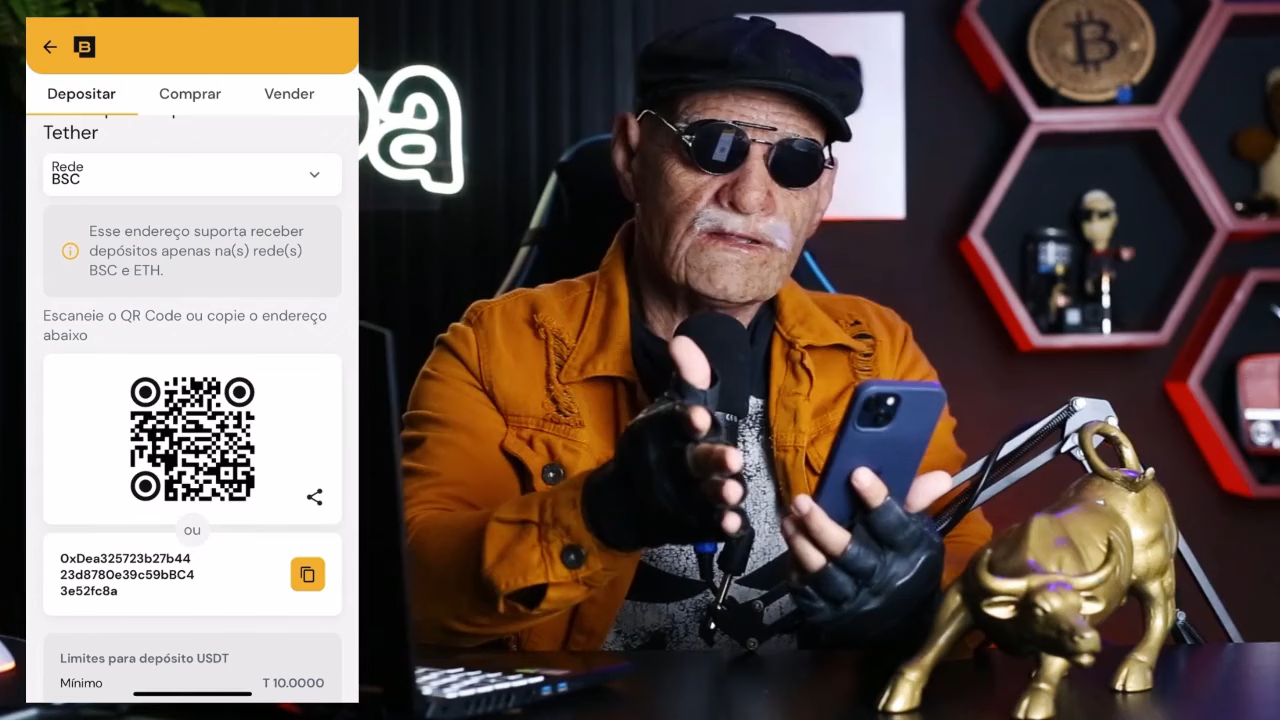 B
Depositar
Comprar
Vender
Tether
Rede
BSC
Esse endereço suporta receber
depósitos apenas na(s) rede(s)
BSC e ETH.
Escaneie o QR Code ou copie o endereço
abaixo
ou
0xDea325723b27b44
23d8780e39c59bBC4
3e52fc8a
Limites para depósito USDT
Mínimo
T 10.0000